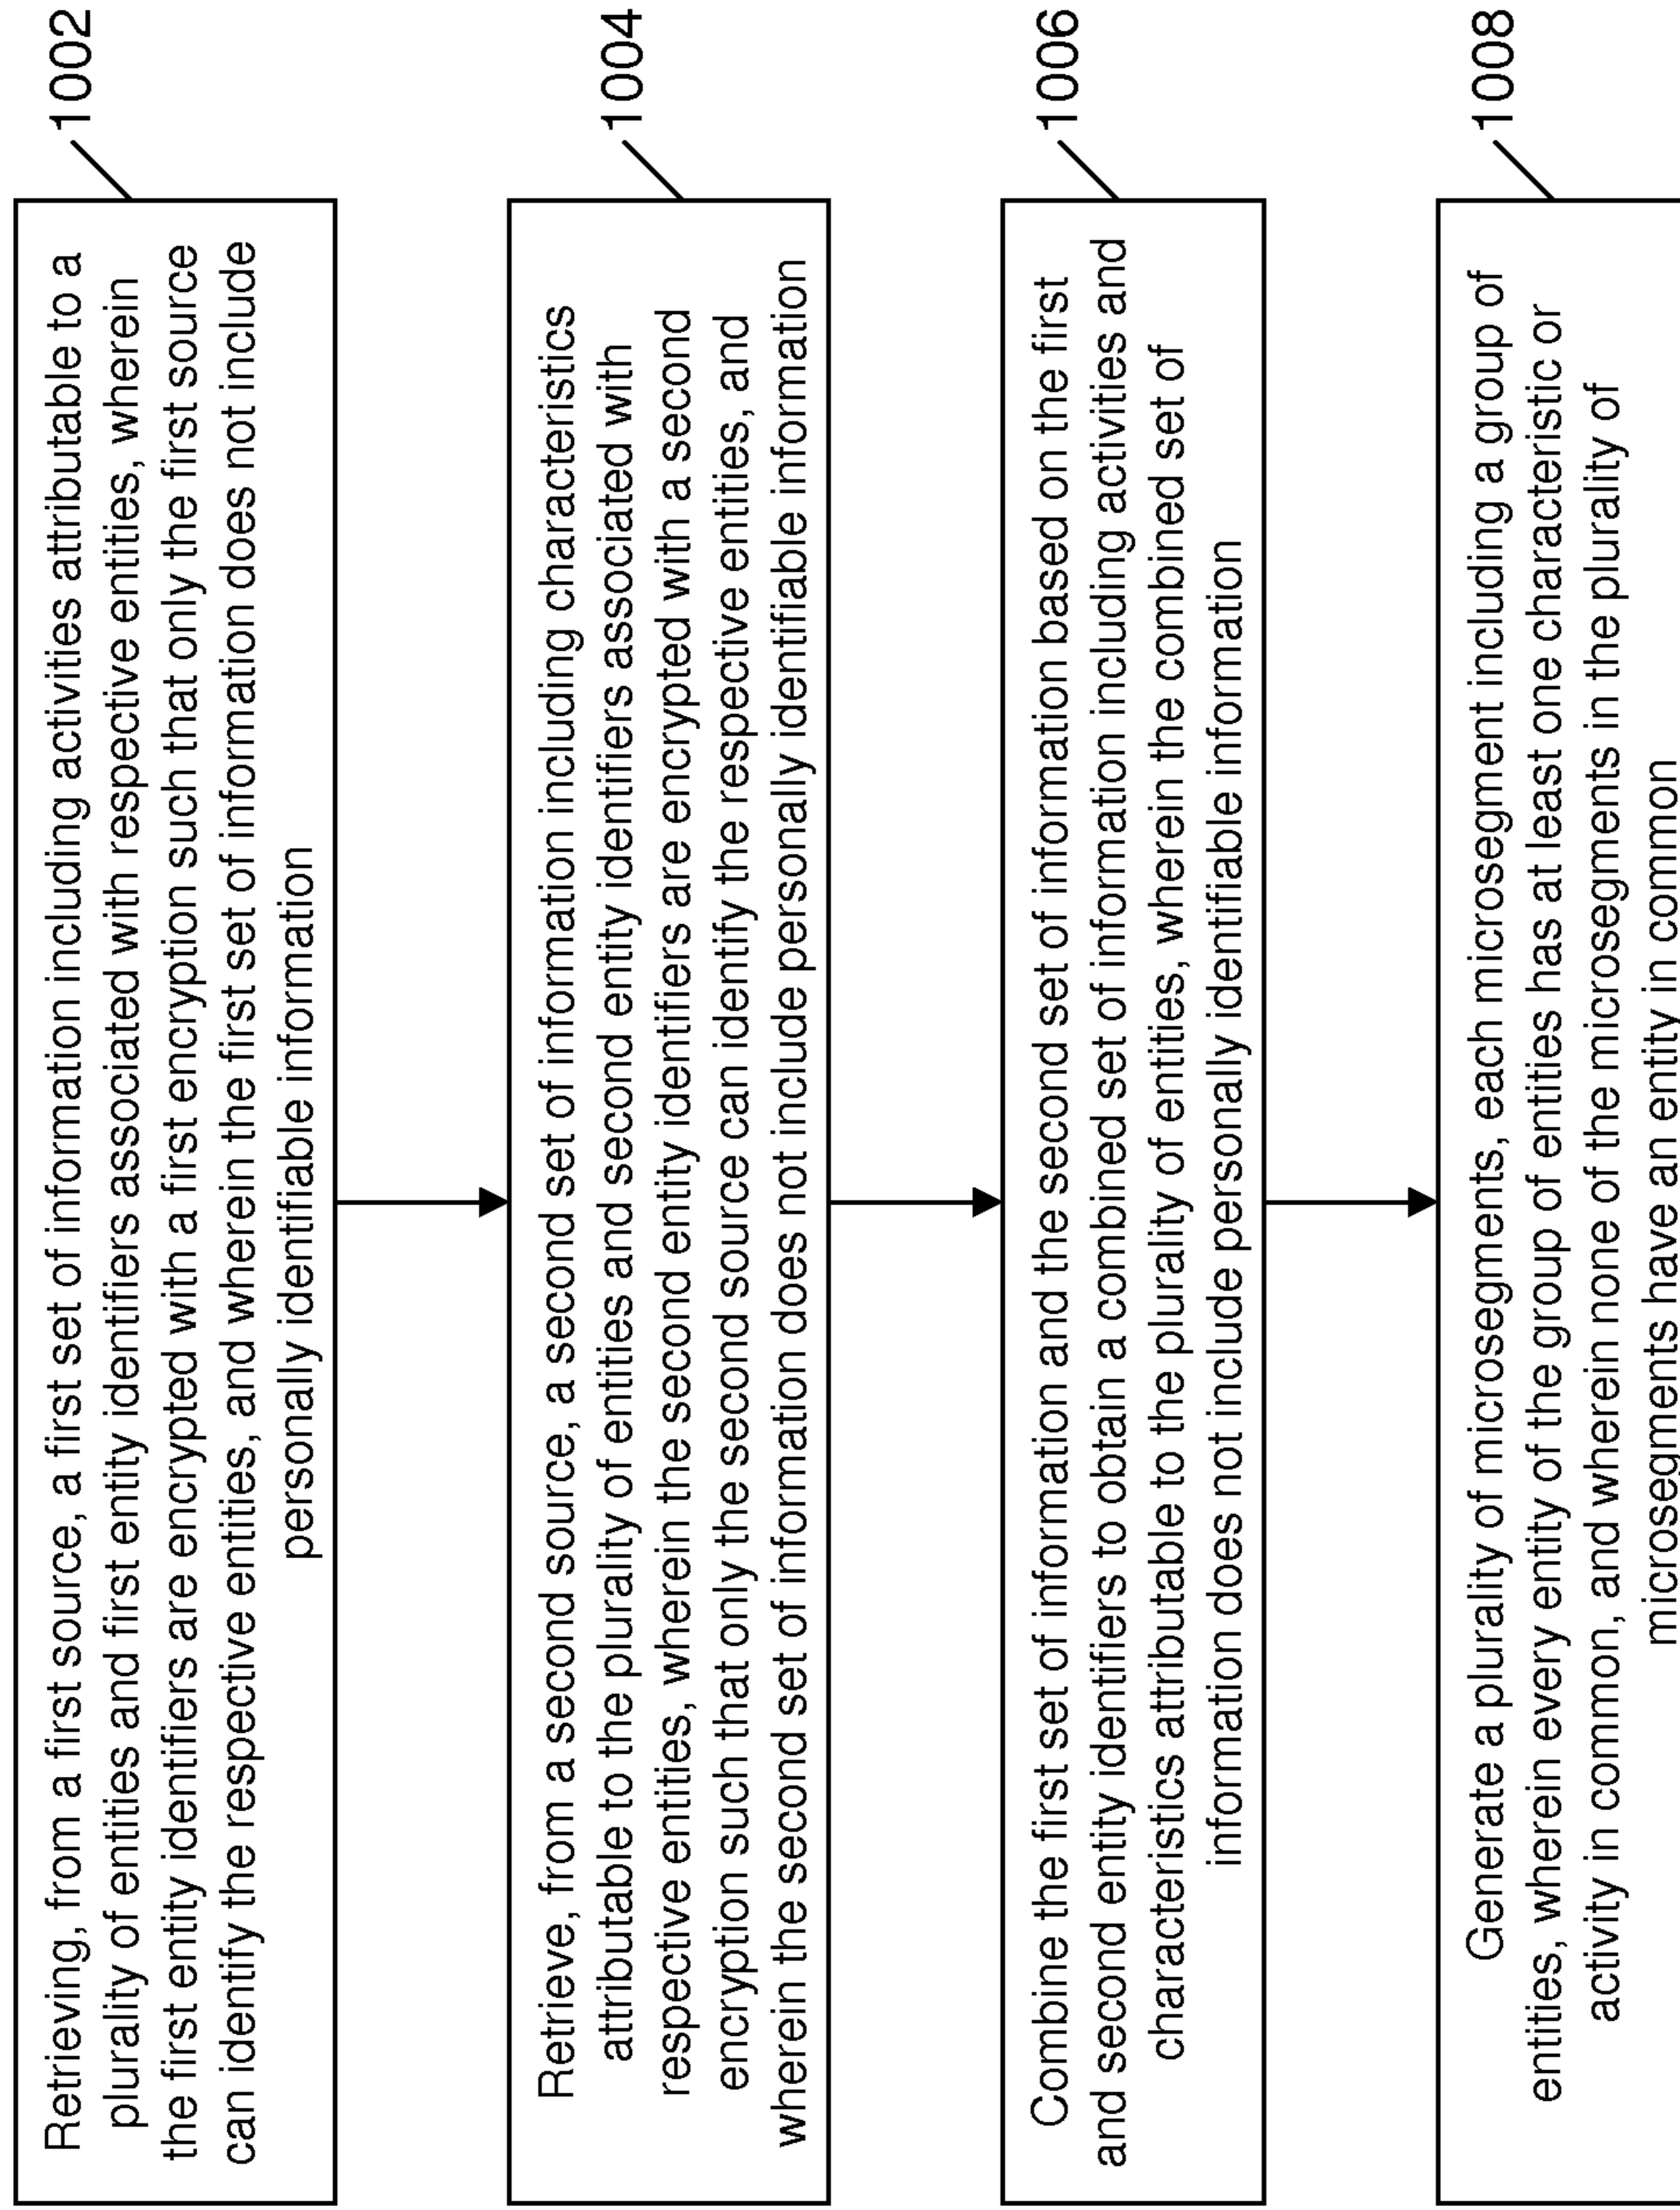 Retrieving, from a first source, a first set of information including activities attributable to a
plurality of entities and first entity identifiers associated with respective entities, wherein
the first entity identifiers are encrypted with a first encryption such that only the first source
can identify the respective entities, and wherein the first set of information does not include
personally identifiable information
1002
Retrieve, from a second source, a second set of information including characteristics
attributable to the plurality of entities and second entity identifiers associated with
respective entities, wherein the second entity identifiers are encrypted with a second
encryption such that only the second source can identify the respective entities, and
wherein the second set of information does not include personally identifiable information
1004
Combine the first set of information and the second set of information based on the first
and second entity identifiers to obtain a combined set of information including activities and
characteristics attributable to the plurality of entities, wherein the combined set of
information does not include personally identifiable information
1006
Generate a plurality of microsegments, each microsegment including a group of
entities, wherein every entity of the group of entities has at least one characteristic or
activity in common, and wherein none of the microsegments in the plurality of
microsegments have an entity in common
1008